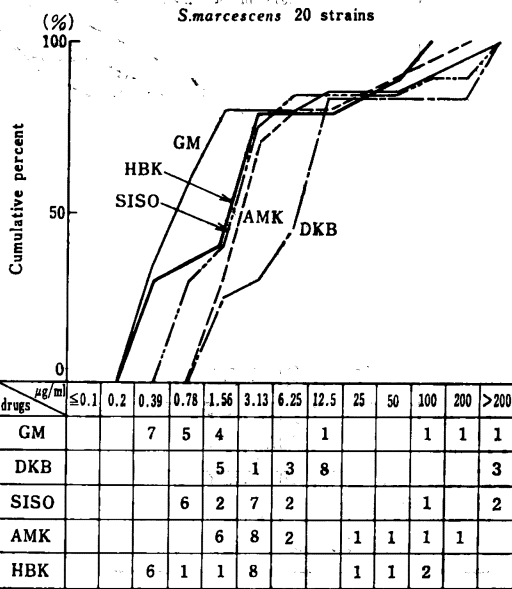 S.marcescens 20 strains
(%)
100
50
0
Cumulative percent
GM
HBK
SISO
AMK
DKB
drugs μg/ml ≤0.1 0.2 0.39 0.78 1.56 3.13 6.25 12.5 25 50 100 200 >200
GM 7 5 4 1 1 1 1
DKB 5 1 3 8 3
SISO 6 2 7 2 1 2
AMK 6 8 2 1 1 1 1
HBK 6 1 1 8 1 1 2